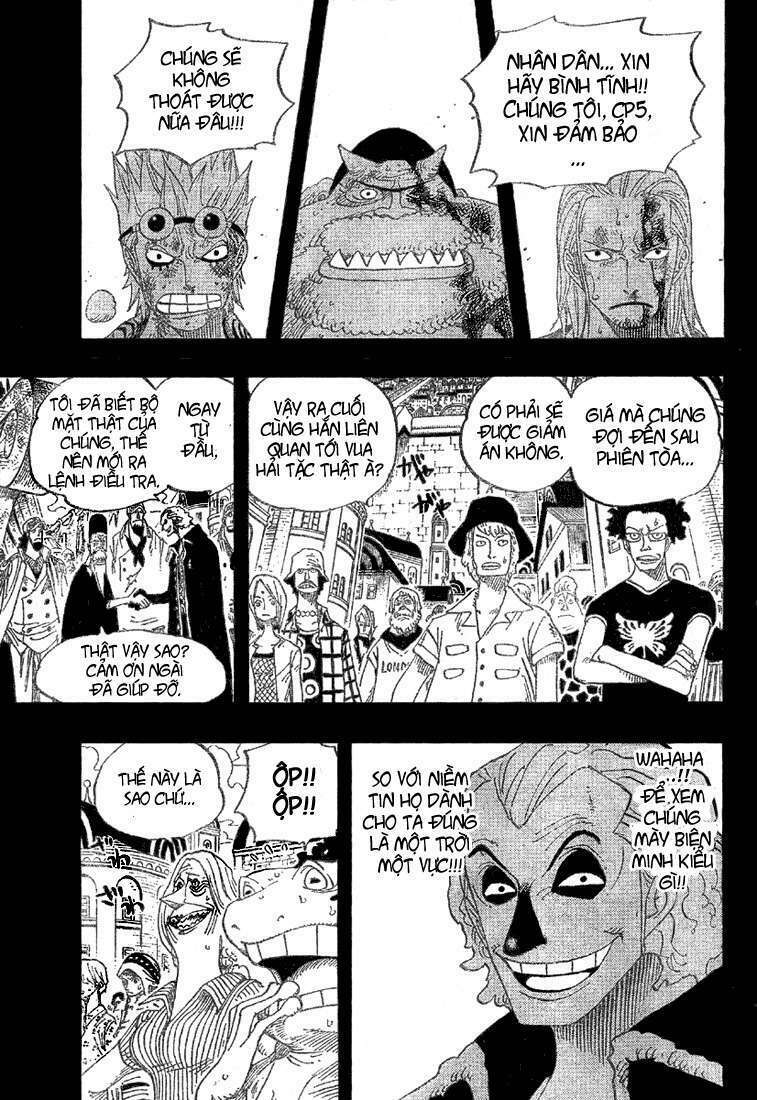 NHÂN DÂN... XIN
HÃY BÌNH TĨNH!!
CHÚNG TÔI, CP5,
XIN ĐẢM BẢO
...
CHÚNG SẼ
KHÔNG
THOÁT ĐƯỢC
NỮA ĐÂU!!!
GIÁ MÀ CHÚNG
ĐỢI ĐẾN SAU
PHIÊN TÒA...
CÓ PHẢI SẼ
ĐƯỢC GIẢM
ÁN KHÔNG.
VẬY RA CUỐI
CÙNG HẮN LIÊN
QUAN TỚI VUA
HẢI TẶC THẬT À?
NGAY
TỪ
ĐẦU,
TÔI ĐÃ BIẾT BỘ
MẶT THẬT CỦA
CHÚNG, THẾ
NÊN MỚI RA
LỆNH ĐIỀU TRA.
THẬT VẬY SAO?
CẢM ƠN NGÀI
ĐÃ GIÚP ĐỠ.
WAHAHA
..!!
ĐỂ XEM
CHÚNG
MÀY BIỆN
MINH KIỂU
GÌ!!
SO VỚI NIỀM
TIN HỌ DÀNH
CHO TA ĐÚNG
LÀ MỘT TRỜI
MỘT VỰC!!!
ỘP!!
ỘP!!
THẾ NÀY LÀ
SAO CHỨ...